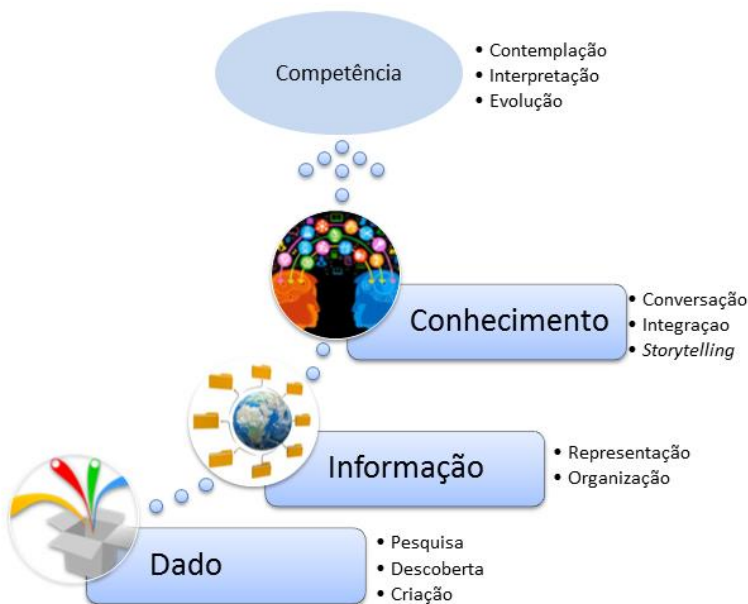 Competência
• Contemplação
• Interpretação
• Evolução
Conhecimento
• Conversação
• Integraçao
• Storytelling
Informação
• Representação
• Organização
Dado
• Pesquisa
• Descoberta
• Criação